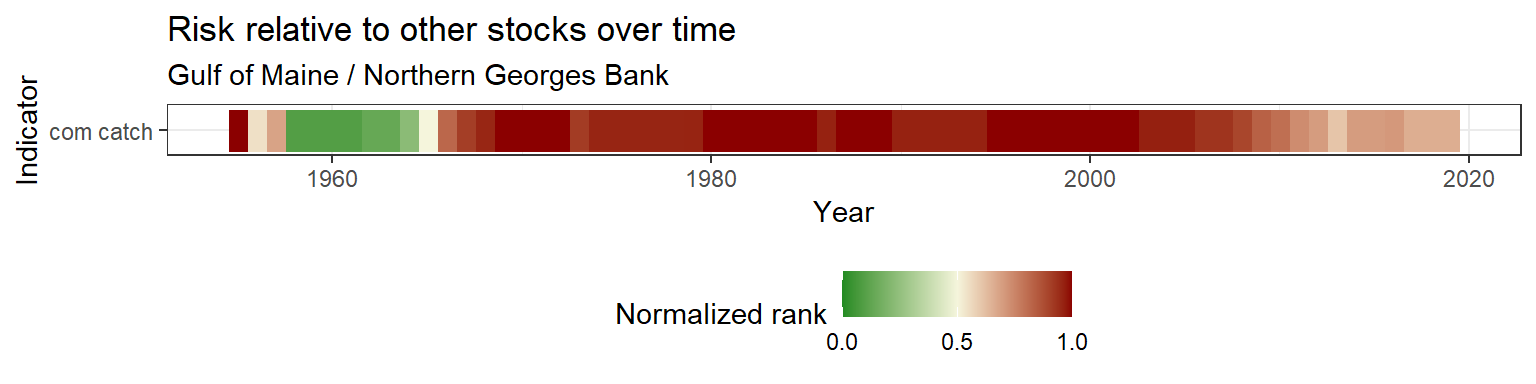 Risk relative to other stocks over time
Gulf of Maine / Northern Georges Bank
Indicator
com catch
1960 1980 2000 2020
Year
Normalized rank
0.0 0.5 1.0